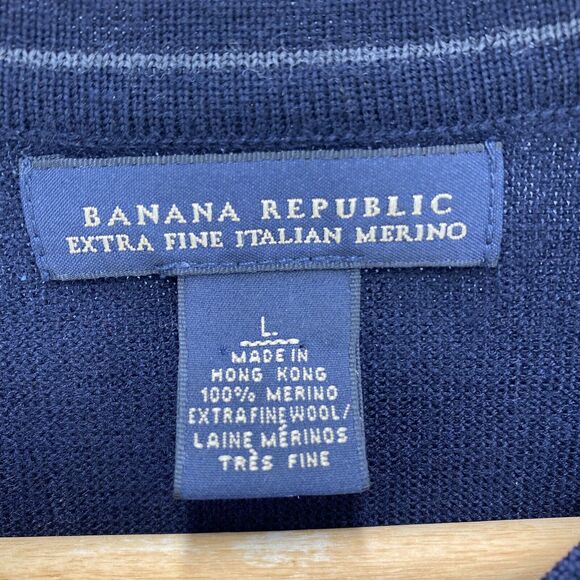 BANANA REPUBLIC
EXTRA FINE ITALIAN MERINO
L.
MADE IN
HONG KONG
100% MERINO
EXTRAFINE WOOL/
LAINE MÉRINOS
TRÈS FINE